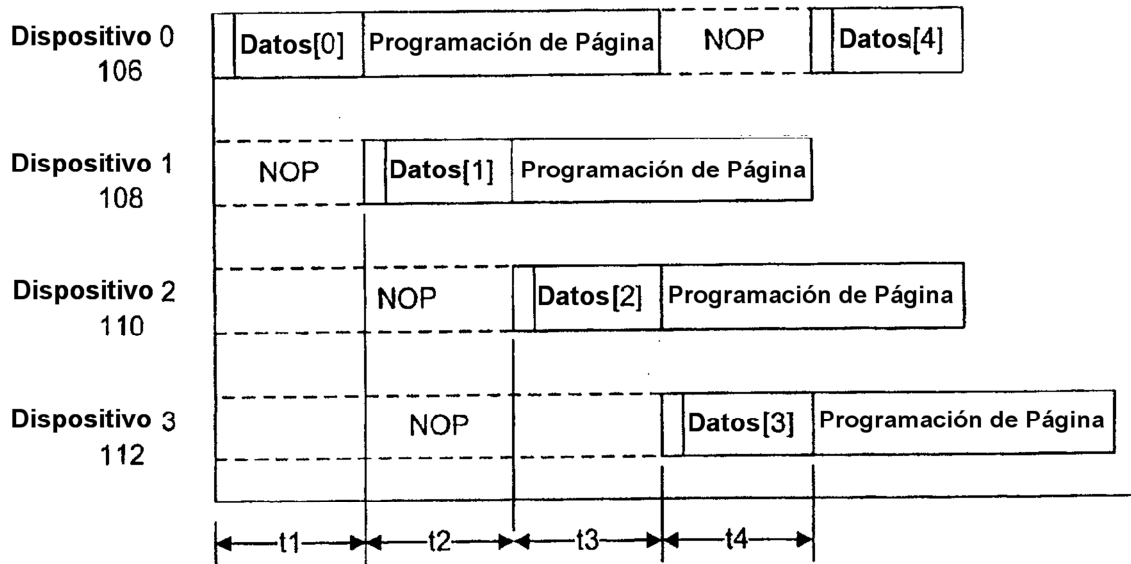 Dispositivo 0
106
Datos[0]
Programación de Página
NOP
Datos[4]
Dispositivo 1
108
NOP
Datos[1]
Programación de Página
Dispositivo 2
110
NOP
Datos[2]
Programación de Página
Dispositivo 3
112
NOP
Datos[3]
Programación de Página
t1
t2
t3
t4